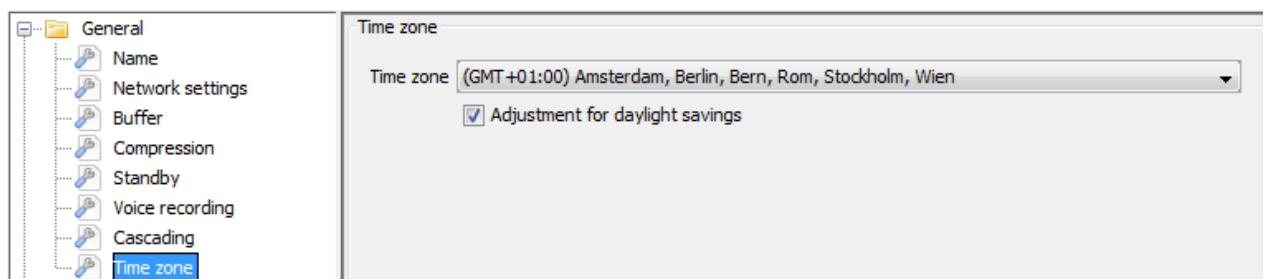 General
Name
Network settings
Buffer
Compression
Standby
Voice recording
Cascading
Time zone
Time zone
Time zone (GMT+01:00) Amsterdam, Berlin, Bern, Rom, Stockholm, Wien
Adjustment for daylight savings